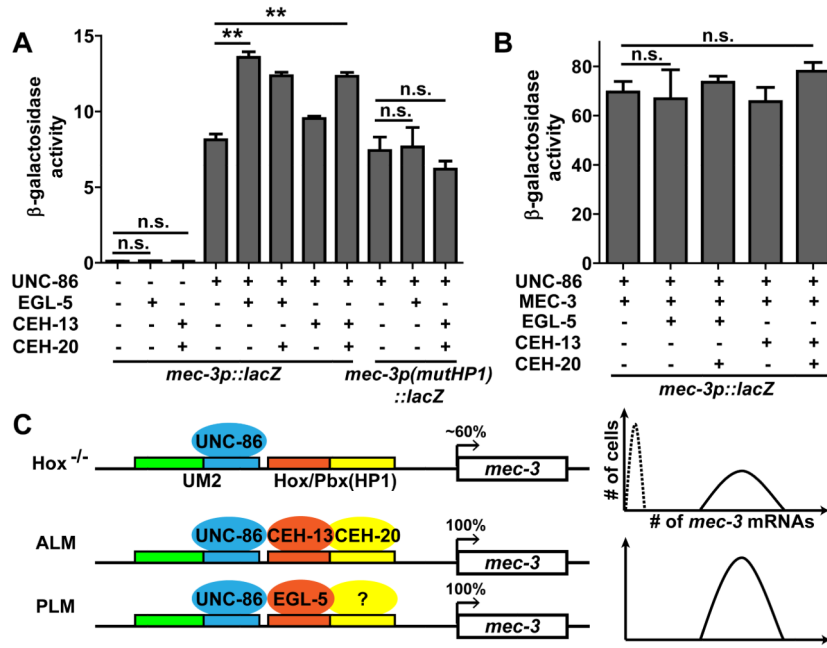 A
β-galactosidase
activity
15
10
5
0
n.s.
n.s.
**
**
n.s.
n.s.
UNC-86 - - - + + + + + + + +
EGL-5 - + - - + + - - - + -
CEH-13 - - + - - - + + - - +
CEH-20 - - + - - + - + - - +
mec-3p::lacZ
mec-3p(mutHP1)
::lacZ
B
β-galactosidase
activity
80
60
40
20
0
n.s.
n.s.
UNC-86 + + + + +
MEC-3 + + + + +
EGL-5 - + + - -
CEH-13 - - - + +
CEH-20 - - + - +
mec-3p::lacZ
C
Hox -/-
UNC-86
UM2
Hox/Pbx(HP1)
~60%
mec-3
# of cells
# of mec-3 mRNAs
ALM
UNC-86 CEH-13 CEH-20
100%
mec-3
PLM
UNC-86 EGL-5 ?
100%
mec-3